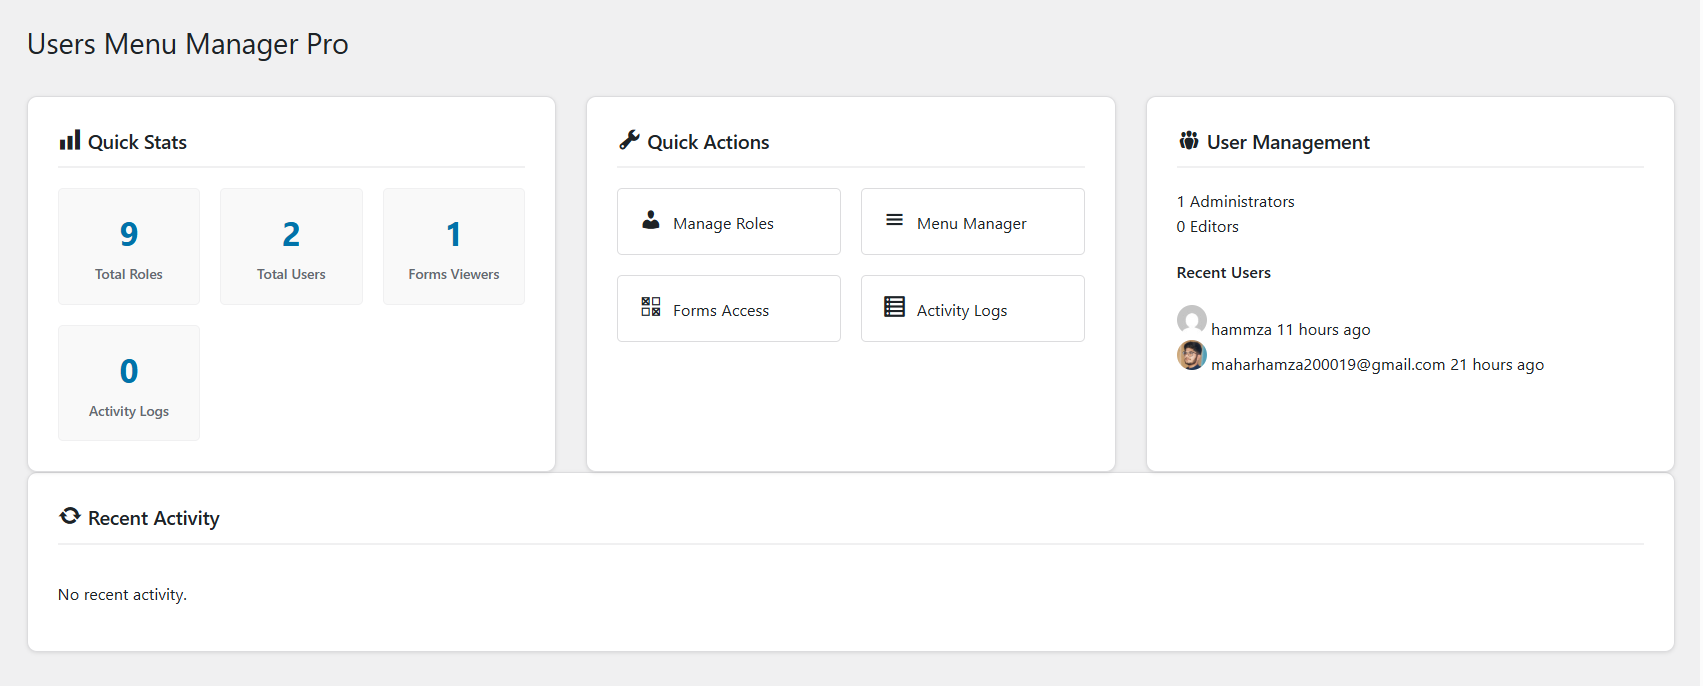 Users Menu Manager Pro
Quick Stats
9
Total Roles
2
Total Users
1
Forms Viewers
0
Activity Logs
Quick Actions
Manage Roles
Menu Manager
Forms Access
Activity Logs
User Management
1 Administrators
0 Editors
Recent Users
hammza 11 hours ago
maharhamza200019@gmail.com 21 hours ago
Recent Activity
No recent activity.